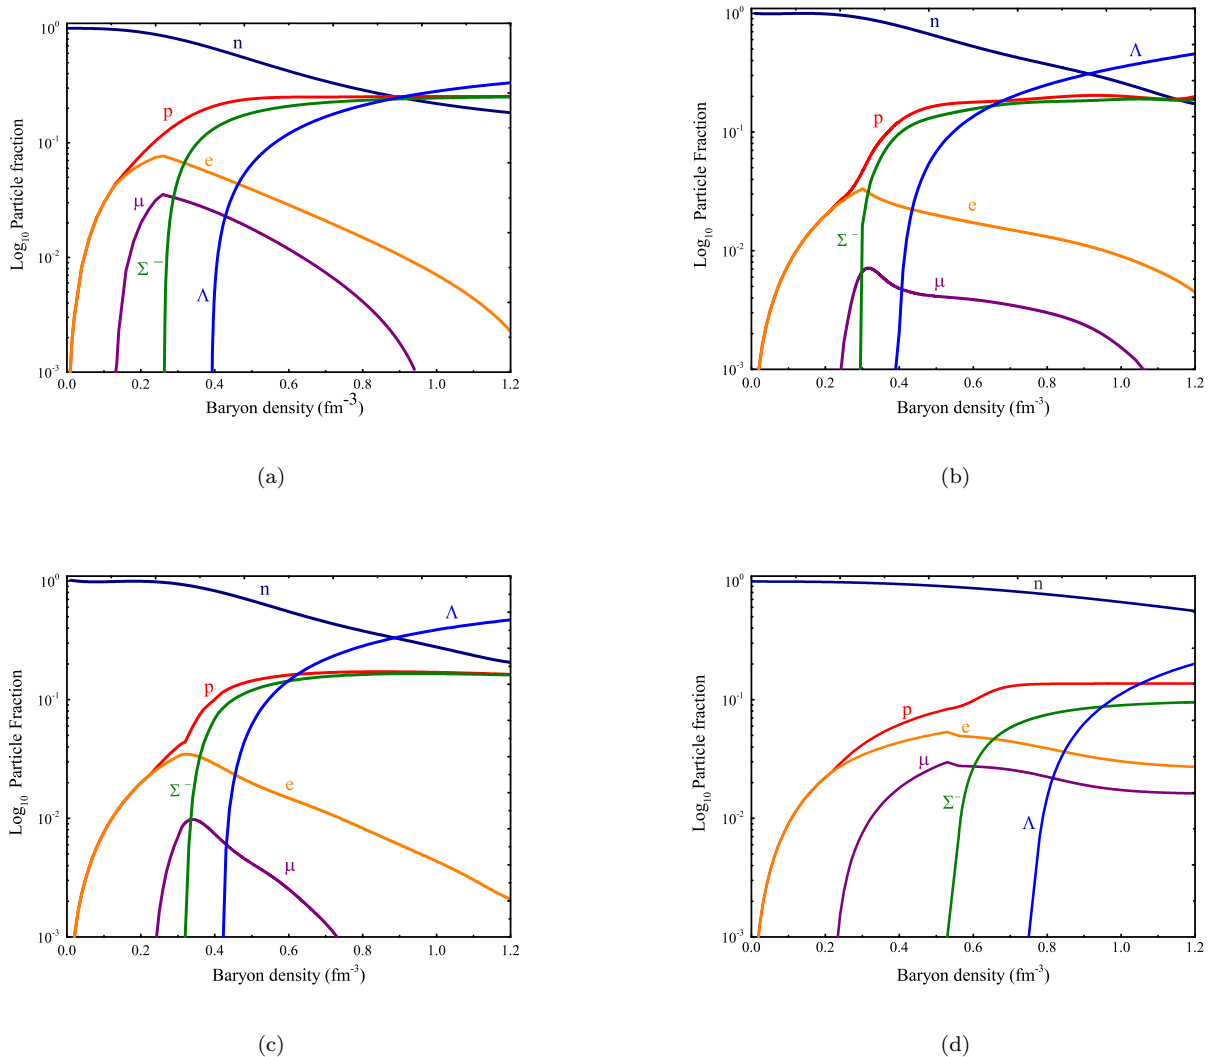 10⁰
10⁻¹
10⁻²
10⁻³
Log₁₀ Particle fraction
n
p
e
μ
Σ⁻
Λ
0.0 0.2 0.4 0.6 0.8 1.0 1.2
Baryon density (fm⁻³)
(a)
10⁰
10⁻¹
10⁻²
10⁻³
Log₁₀ Particle Fraction
n
Λ
p
e
Σ⁻
μ
0.0 0.2 0.4 0.6 0.8 1.0 1.2
Baryon density (fm⁻³)
(b)
10⁰
10⁻¹
10⁻²
10⁻³
Log₁₀ Particle Fraction
n
Λ
p
Σ⁻
e
μ
0.0 0.2 0.4 0.6 0.8 1.0 1.2
Baryon density (fm⁻³)
(c)
10⁰
10⁻¹
10⁻²
10⁻³
Log₁₀ Particle fraction
n
p
e
μ
Σ⁻
Λ
0.0 0.2 0.4 0.6 0.8 1.0 1.2
Baryon density (fm⁻³)
(d)